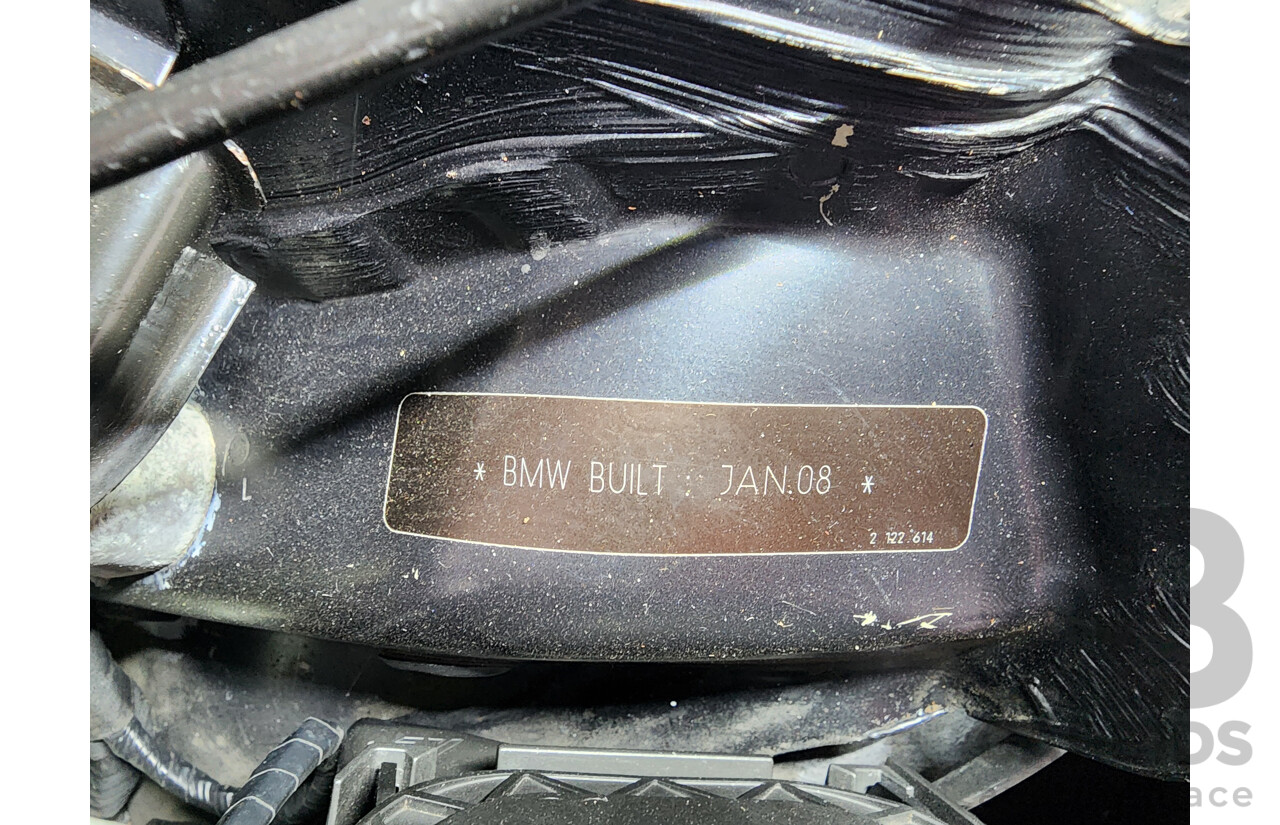 * BMW BUILT : JAN.08 *
2 122.614
L